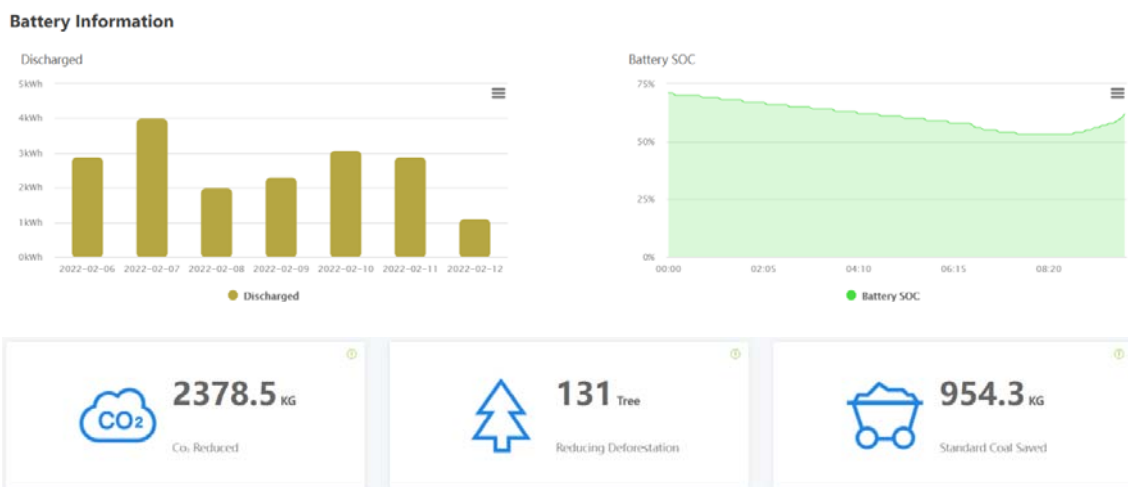 Battery Information
Discharged
5kWh
4kWh
3kWh
2kWh
1kWh
0kWh
2022-02-06 2022-02-07 2022-02-08 2022-02-09 2022-02-10 2022-02-11 2022-02-12
Discharged
Battery SOC
75%
50%
25%
0%
00:00 02:05 04:10 06:15 08:20
Battery SOC
CO₂
2378.5 KG
Co₂ Reduced
131 Tree
Reducing Deforestation
954.3 KG
Standard Coal Saved